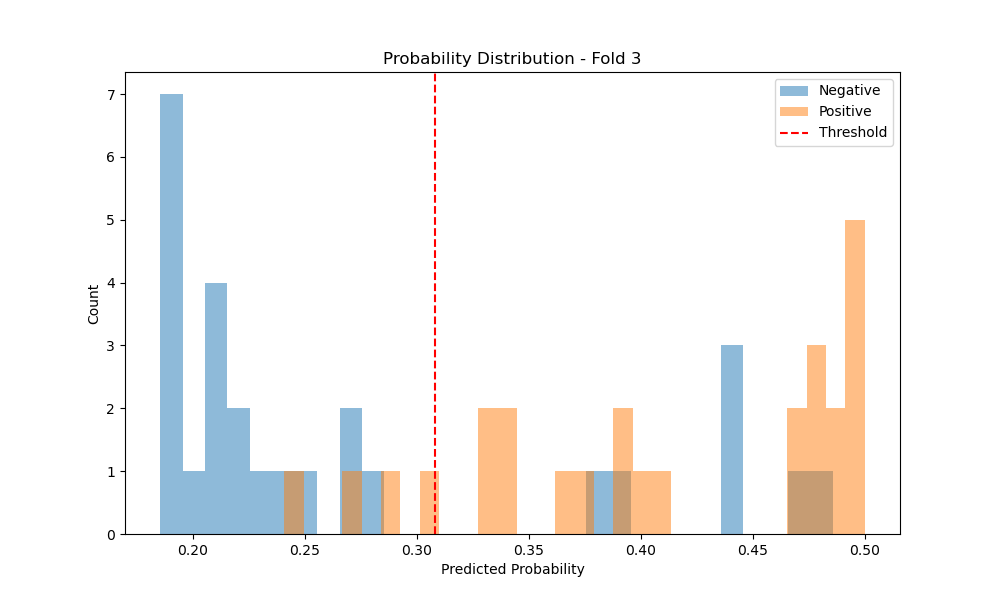 Probability Distribution - Fold 3
Negative
Positive
Threshold
7
6
5
4
3
2
1
0
Count
0.20 0.25 0.30 0.35 0.40 0.45 0.50
Predicted Probability